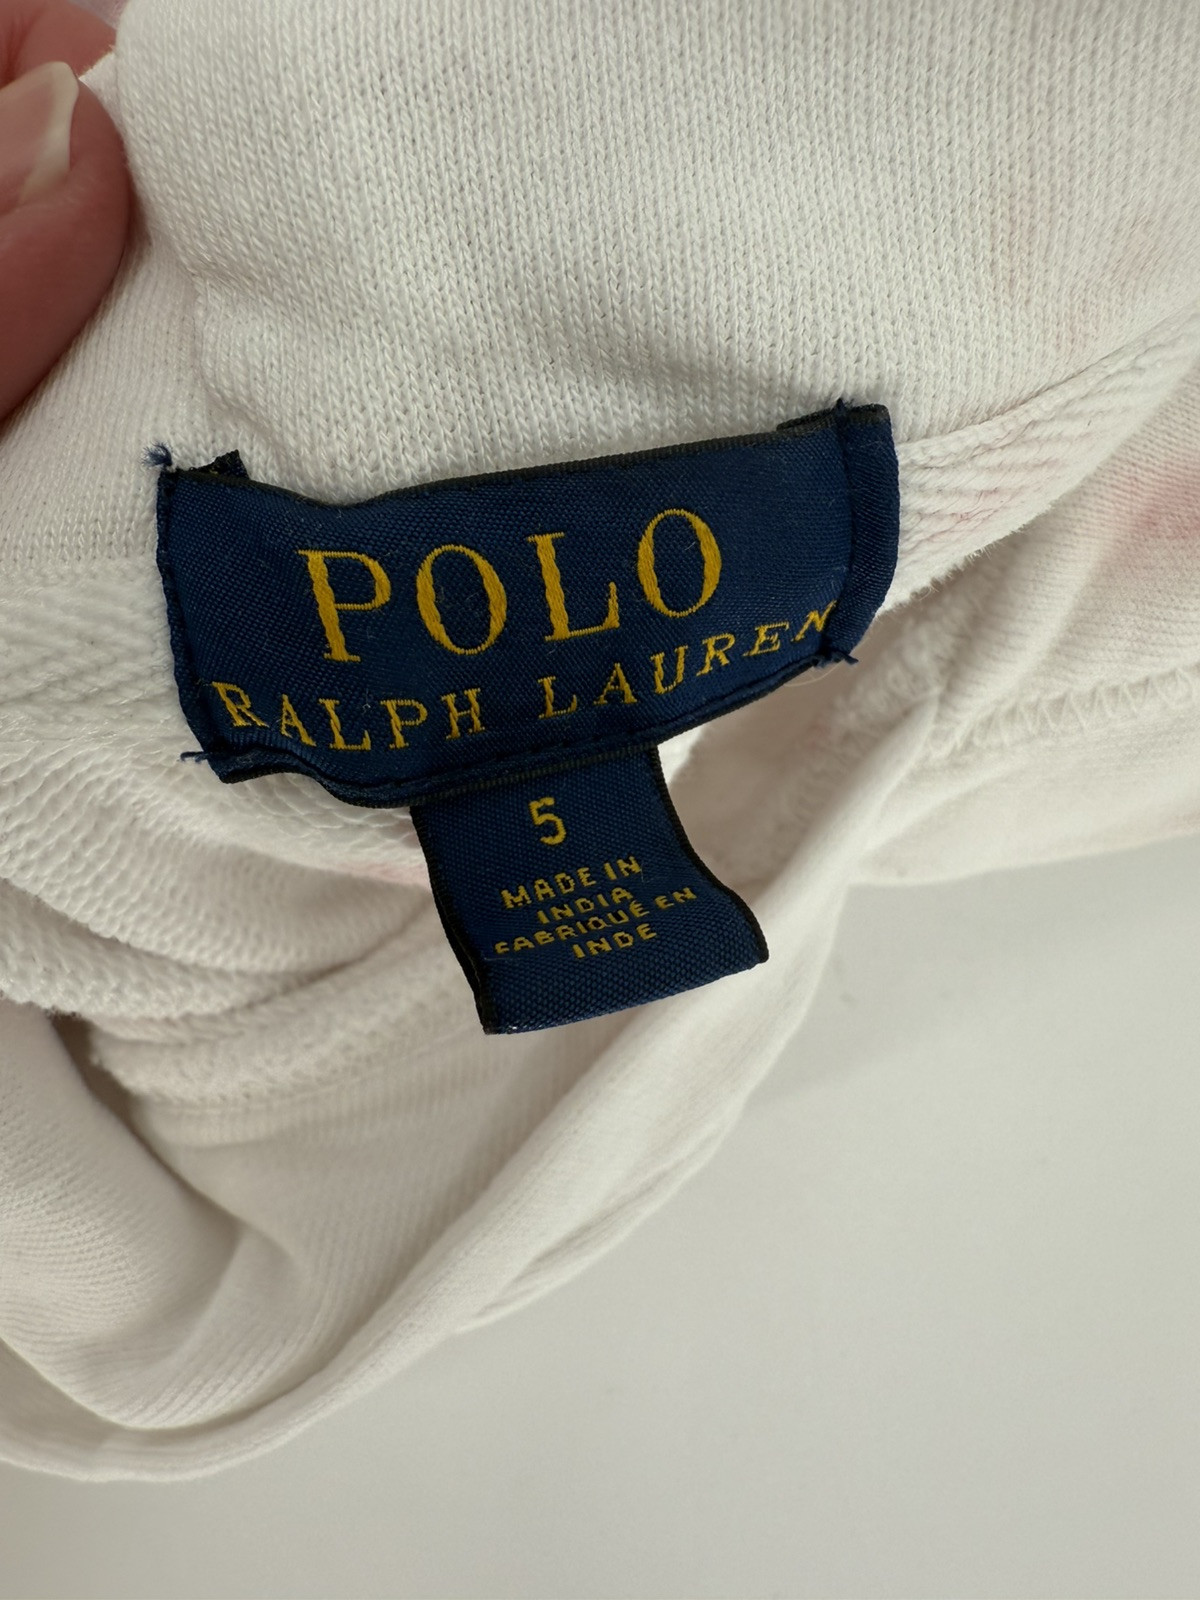 POLO
RALPH LAUREN
5
MADE IN
INDIA
FABRIQUÉ EN
INDE